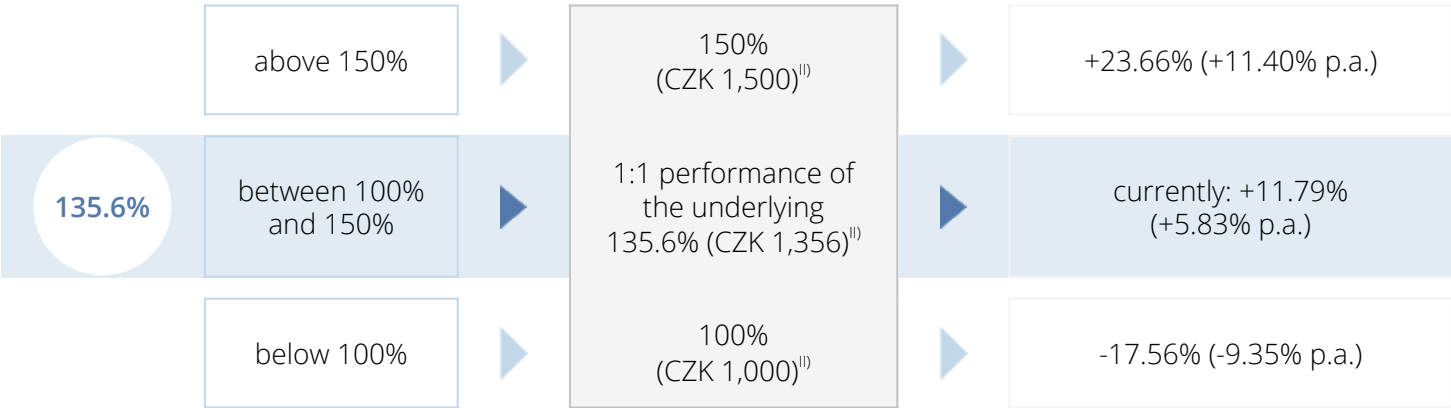 above 150%
150%
(CZK 1,500)II)
+23.66% (+11.40% p.a.)
135.6%
between 100%
and 150%
1:1 performance of
the underlying
135.6% (CZK 1,356)II)
currently: +11.79%
(+5.83% p.a.)
below 100%
100%
(CZK 1,000)II)
-17.56% (-9.35% p.a.)